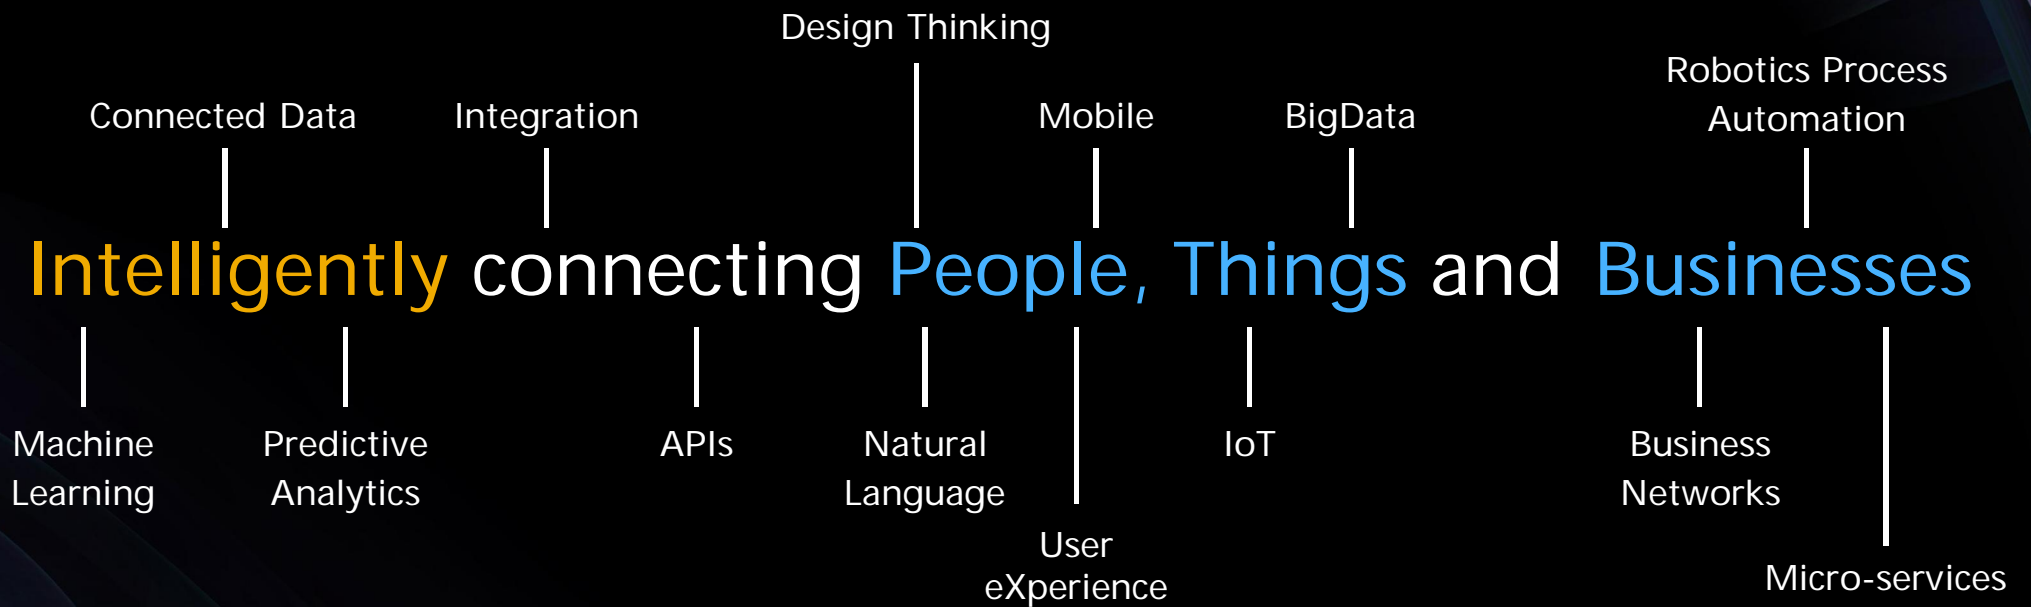 Design Thinking
Robotics Process
Automation
Connected Data
Integration
Mobile
BigData
Intelligently connecting People, Things and Businesses
Machine
Learning
Predictive
Analytics
APIs
Natural
Language
IoT
Business
Networks
User
eXperience
Micro-services